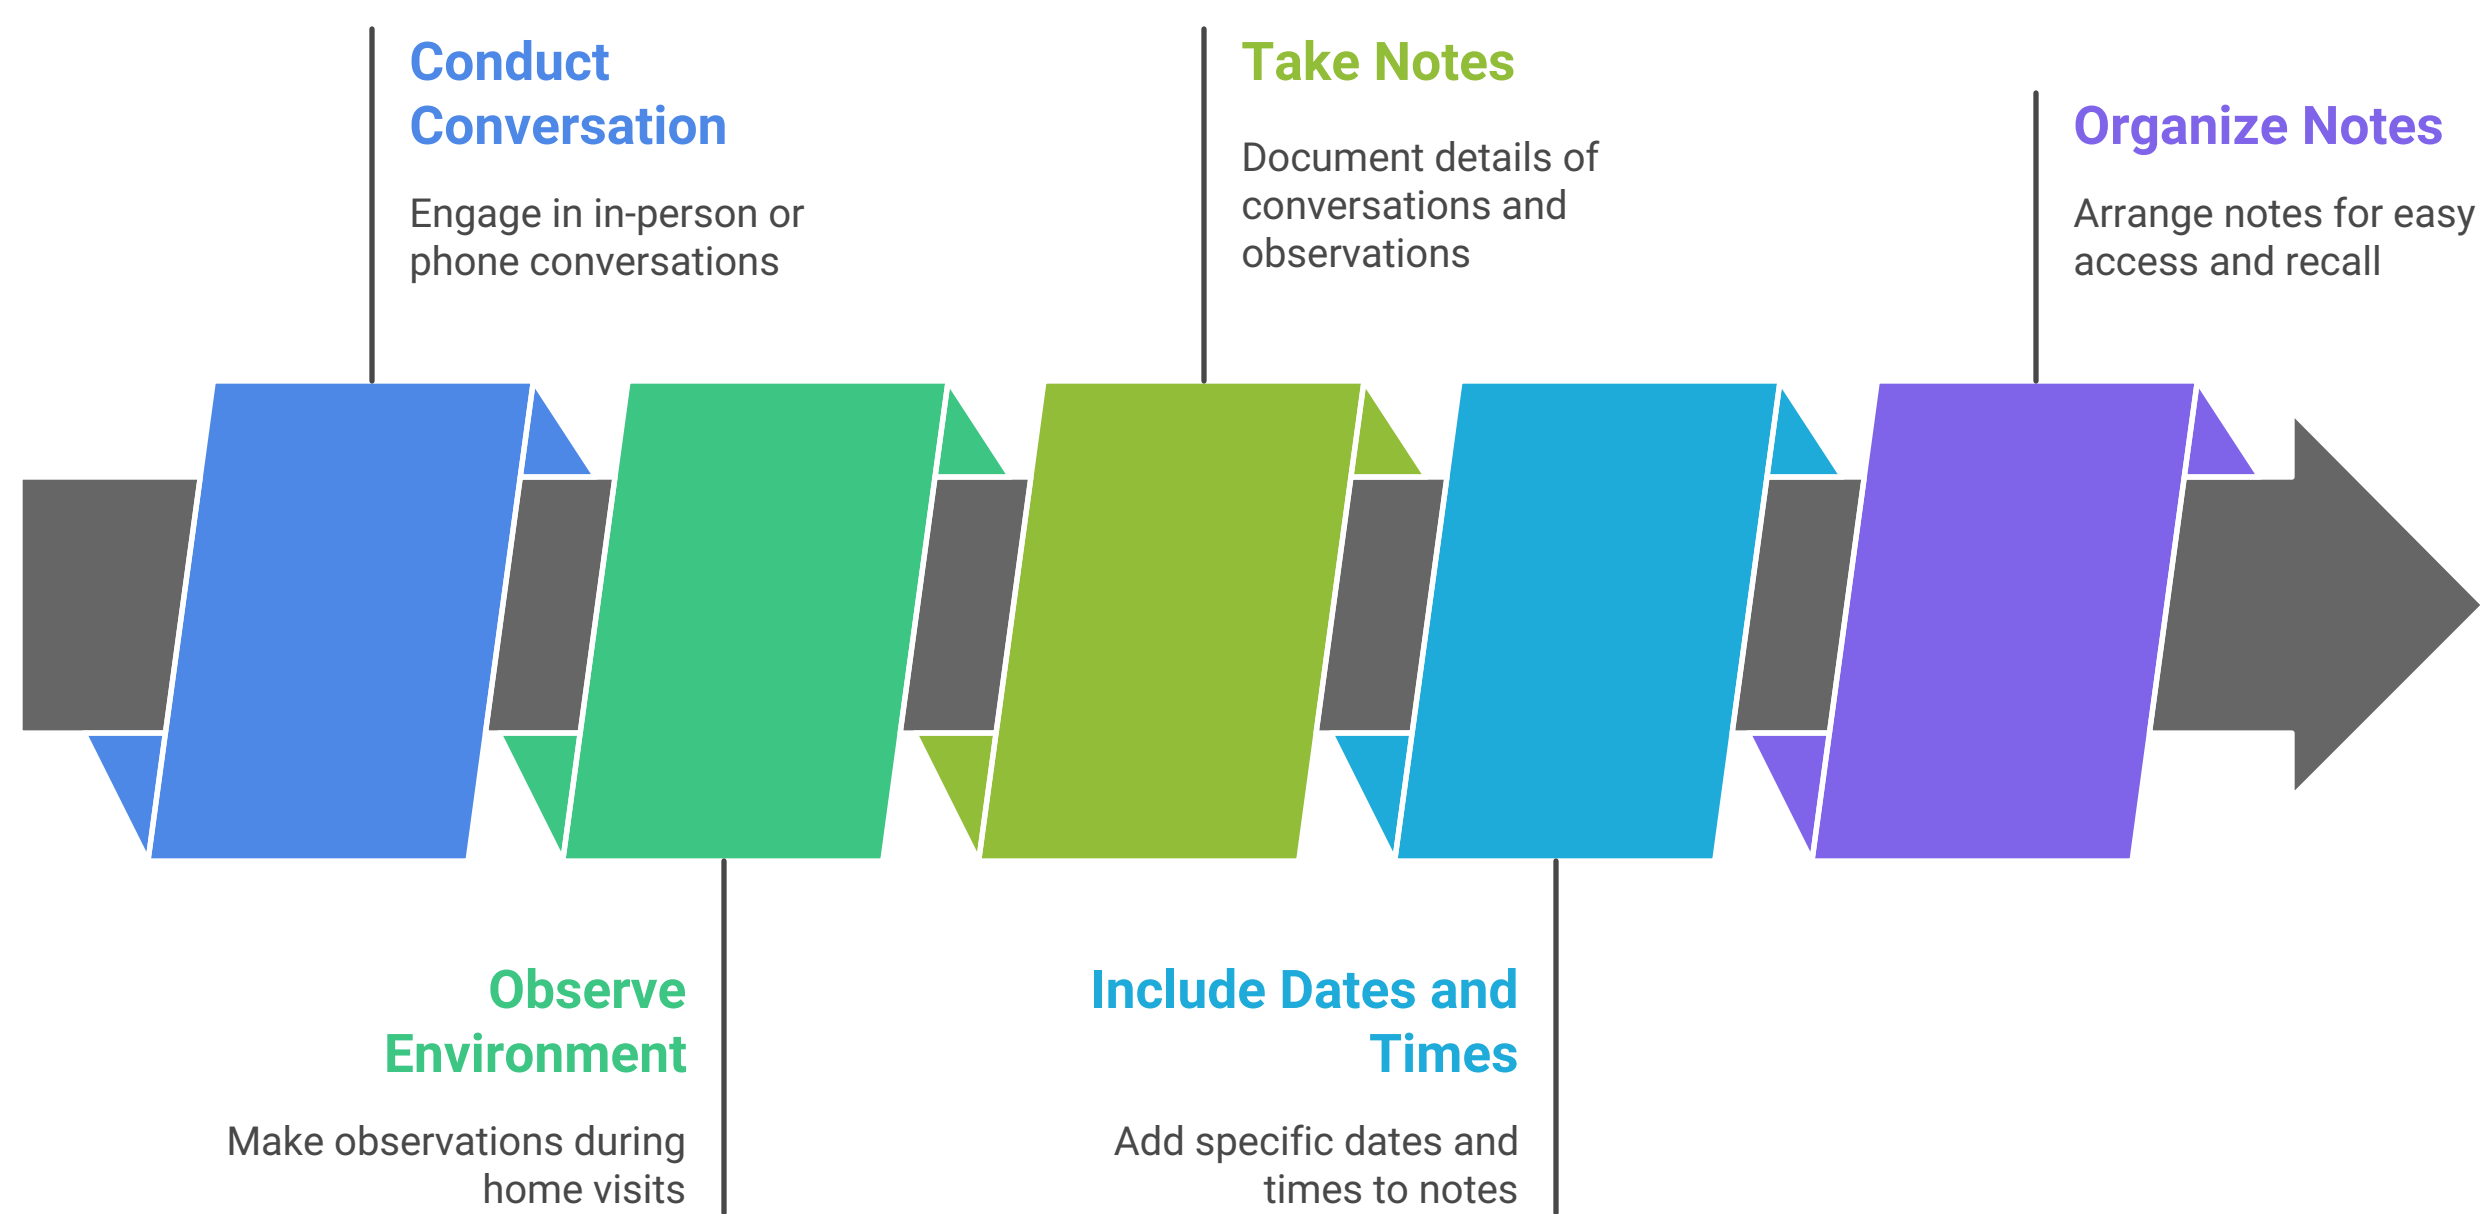 Conduct
Conversation
Engage in in-person or
phone conversations
Observe
Environment
Make observations during
home visits
Take Notes
Document details of
conversations and
observations
Include Dates and
Times
Add specific dates and
times to notes
Organize Notes
Arrange notes for easy
access and recall